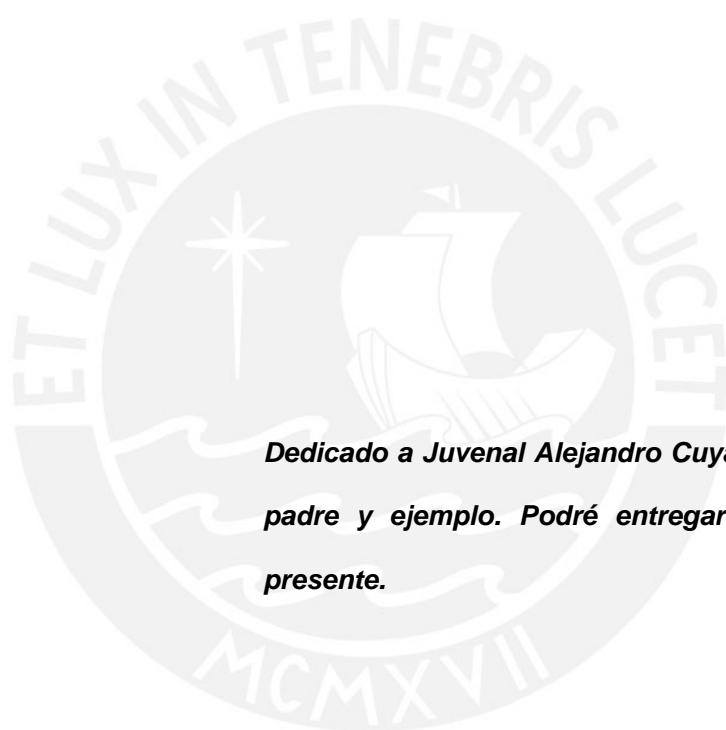 ET LUX IN TENEBRIS LUCET
Dedicado a Juvenal Alejandro
padre y ejemplo. Podré entregar
presente.
MCMXVII